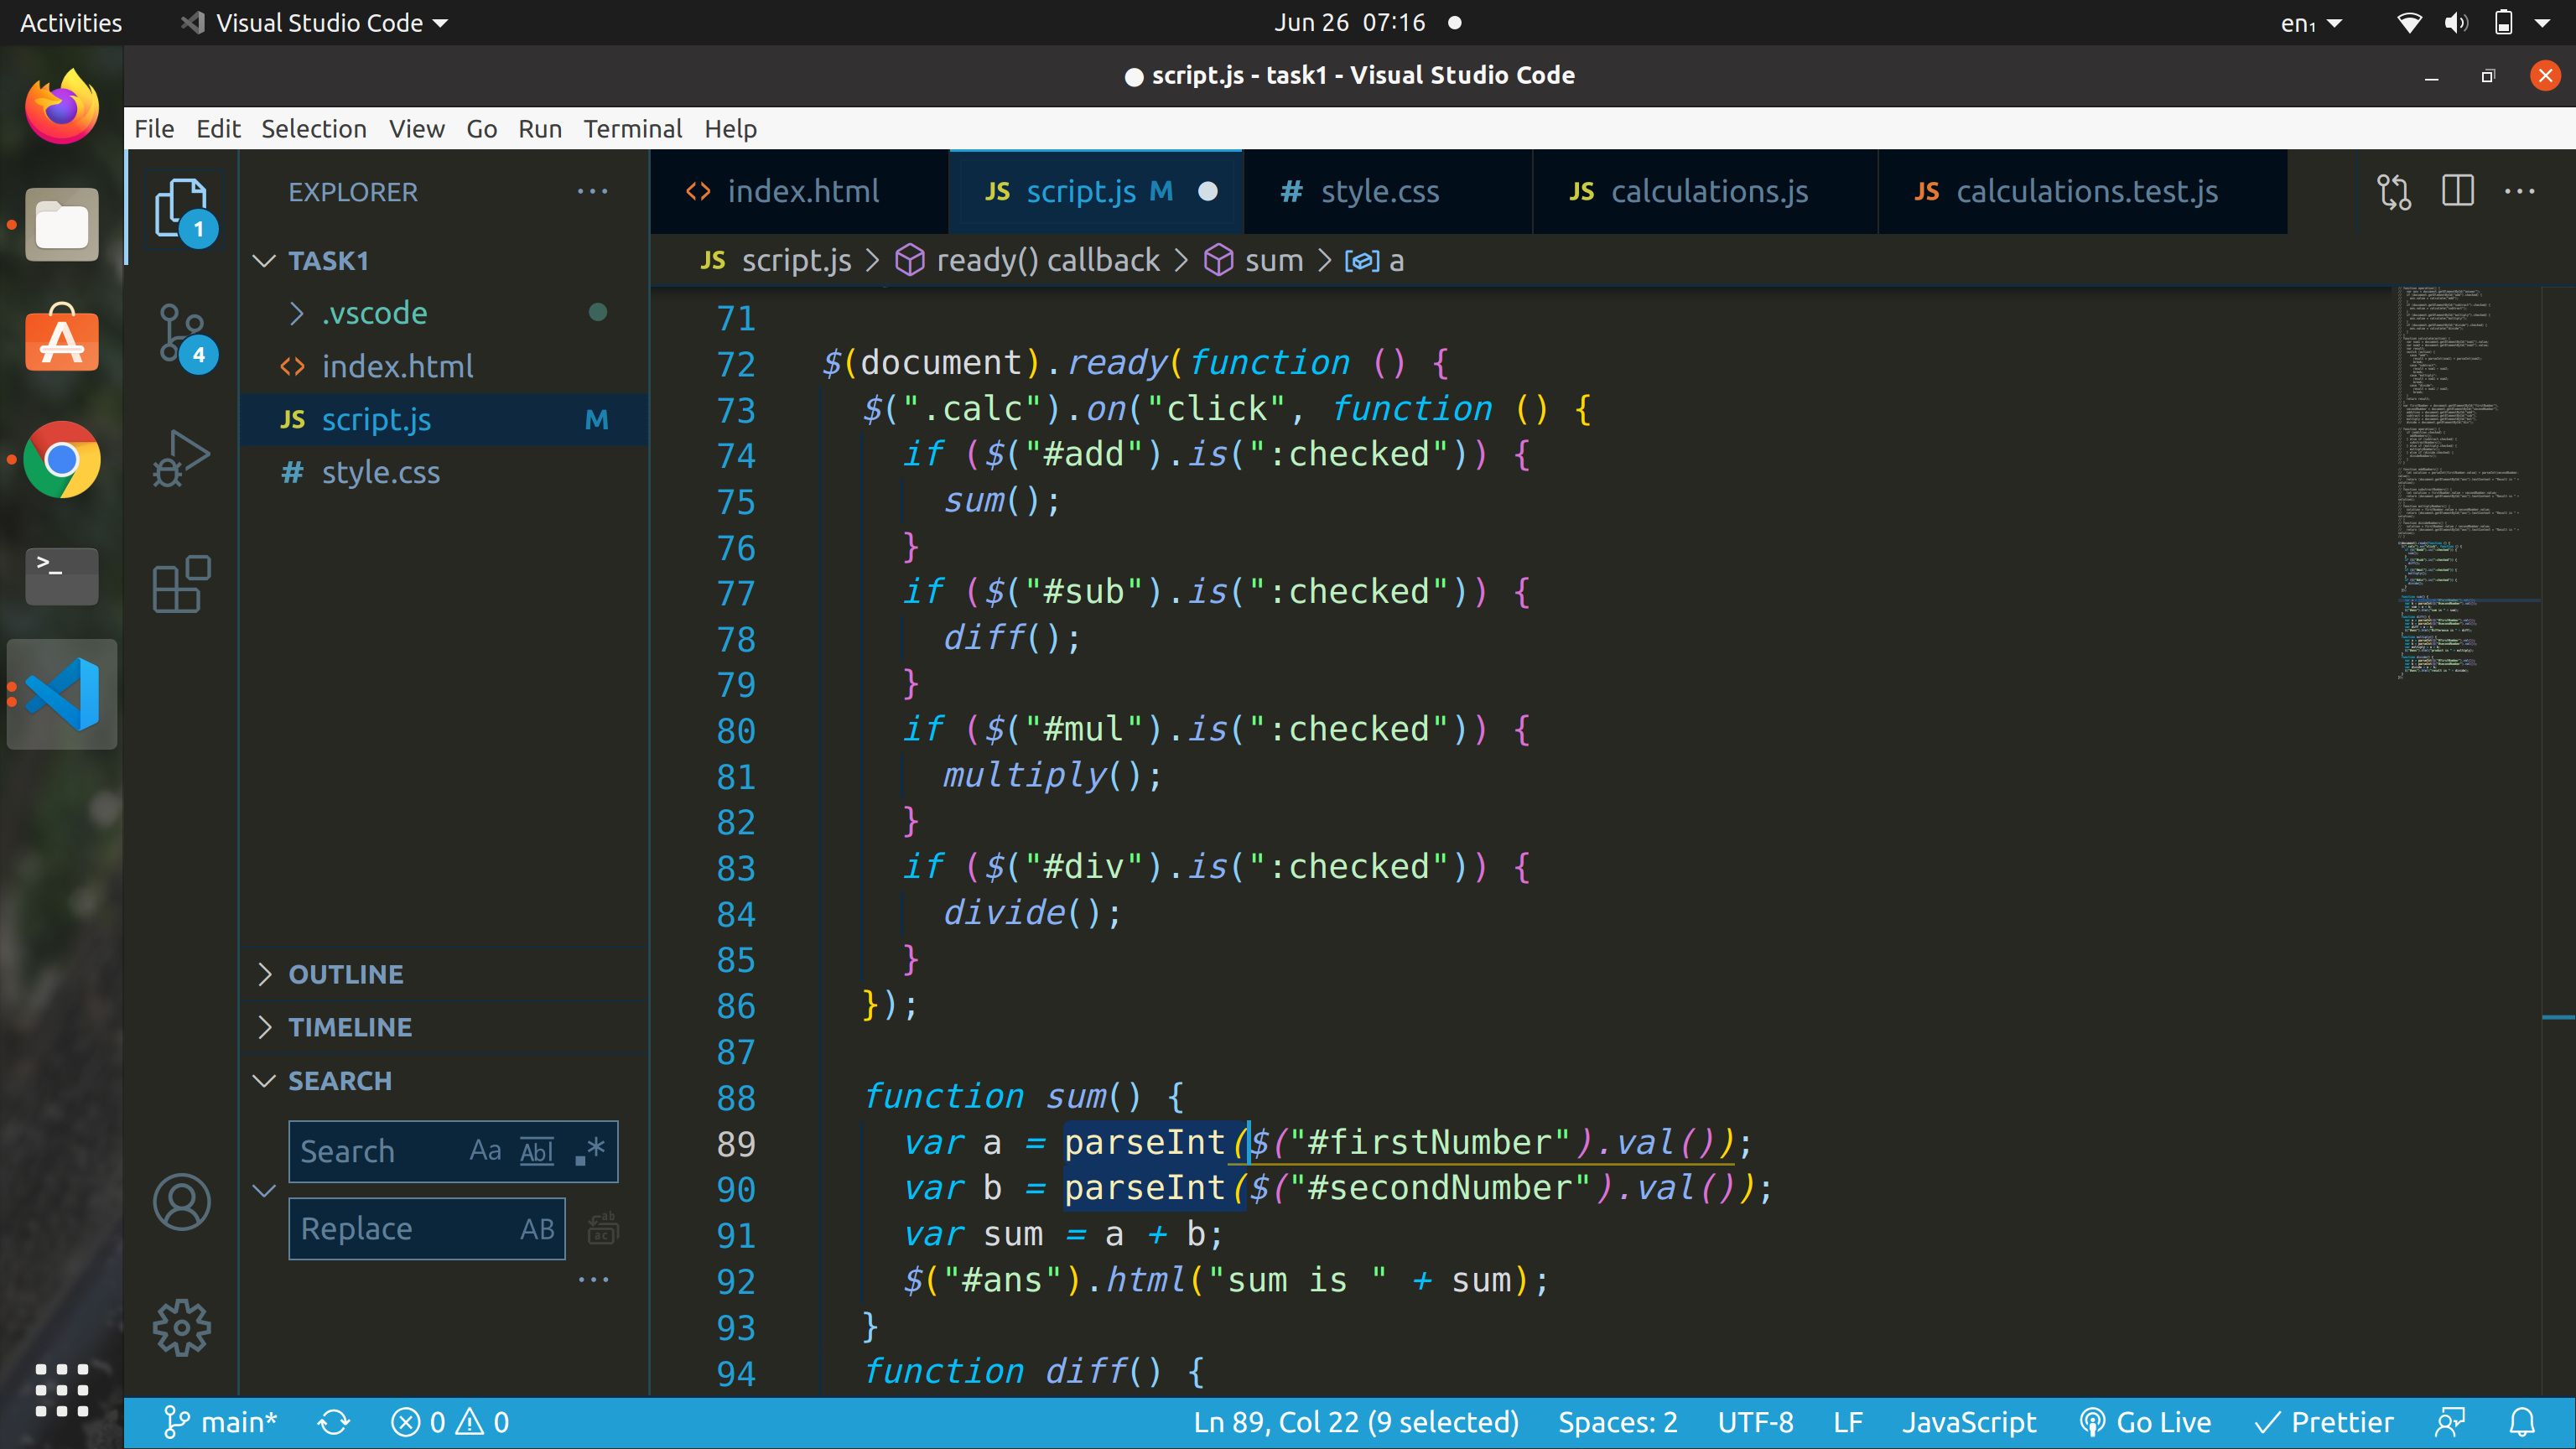 Activities Visual Studio Code Jun 26 07:16 en₁
script.js - task1 - Visual Studio Code
File Edit Selection View Go Run Terminal Help
EXPLORER
index.html JS script.js M # style.css JS calculations.js JS calculations.test.js
1
TASK1
JS script.js > ready() callback > sum > a
.vscode
4
index.html
JS script.js M
# style.css
71
72 $(document).ready(function () {
73 $(".calc").on("click", function () {
74 if ($("#add").is(":checked")) {
75 sum();
76 }
77 if ($("#sub").is(":checked")) {
78 diff();
79 }
80 if ($("#mul").is(":checked")) {
81 multiply();
82 }
83 if ($("#div").is(":checked")) {
84 divide();
85 }
86 });
87
88 function sum() {
89 var a = parseInt($("#firstNumber").val());
90 var b = parseInt($("#secondNumber").val());
91 var sum = a + b;
92 $("#ans").html("sum is " + sum);
93 }
94 function diff() {
OUTLINE
TIMELINE
SEARCH
Search Aa Abl .*
Replace AB
main* 0 0 Ln 89, Col 22 (9 selected) Spaces: 2 UTF-8 LF JavaScript Go Live Prettier